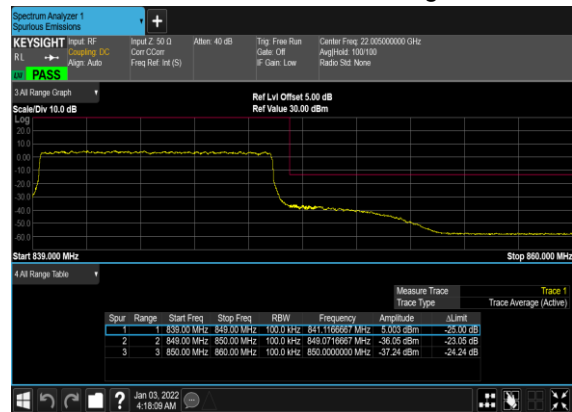 Spectrum Analyzer 1
Spurious Emissions
+
KEYSIGHT Input: RF Input Z: 50 Ω Atten: 40 dB Trig: Free Run Center Freq: 22.005000000 GHz
RL Coupling: DC Corr CCorr Gate: Off Avg|Hold: 100/100
Align: Auto Freq Ref: Int (S) IF Gain: Low Radio Std: None
PASS
3 All Range Graph
Ref Lvl Offset 5.00 dB
Scale/Div 10.0 dB Ref Value 30.00 dBm
Log
20.0
10.0
0.00
-10.0
-20.0
-30.0
-40.0
-50.0
-60.0
Start 839.000 MHz Stop 860.000 MHz
4 All Range Table
Measure Trace Trace 1
Trace Type Trace Average (Active)
Spur Range Start Freq Stop Freq RBW Frequency Amplitude ΔLimit
1 1 839.00 MHz 849.00 MHz 100.0 kHz 841.1166667 MHz 5.003 dBm -25.00 dB
2 2 849.00 MHz 850.00 MHz 100.0 kHz 849.0716667 MHz -36.05 dBm -23.05 dB
3 3 850.00 MHz 860.00 MHz 100.0 kHz 850.0000000 MHz -37.24 dBm -24.24 dB
? Jan 03, 2022
4:18:09 AM